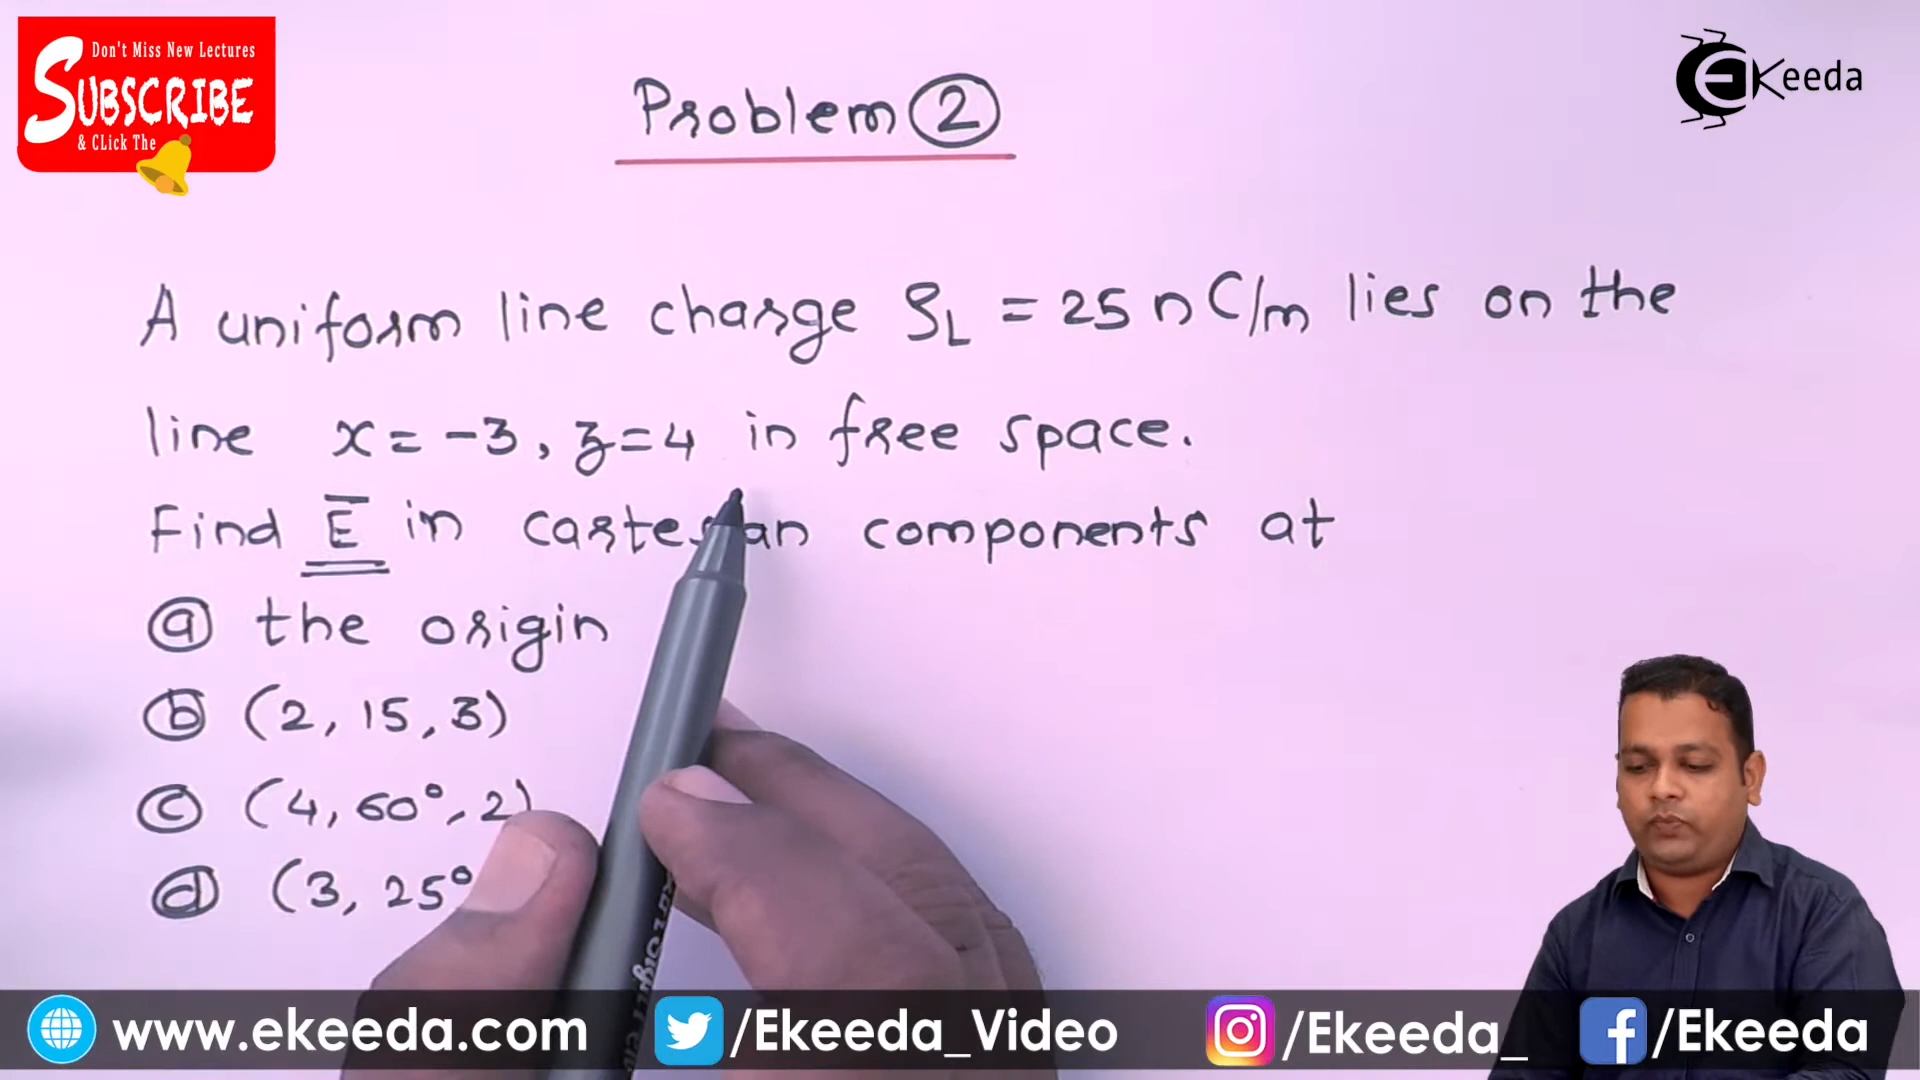 Don't Miss New Lectures
SUBSCRIBE
& CLick The
Keeda
Problem ②
A uniform line charge ρL = 25 n C/m lies on the
line x = -3, z = 4 in free space.
Find E̅ in cartesian components at
ⓐ the origin
ⓑ (2, 15, 3)
ⓒ (4, 60°, 2)
ⓓ (3, 25°
www.ekeeda.com
/Ekeeda_Video
/Ekeeda_
/Ekeeda